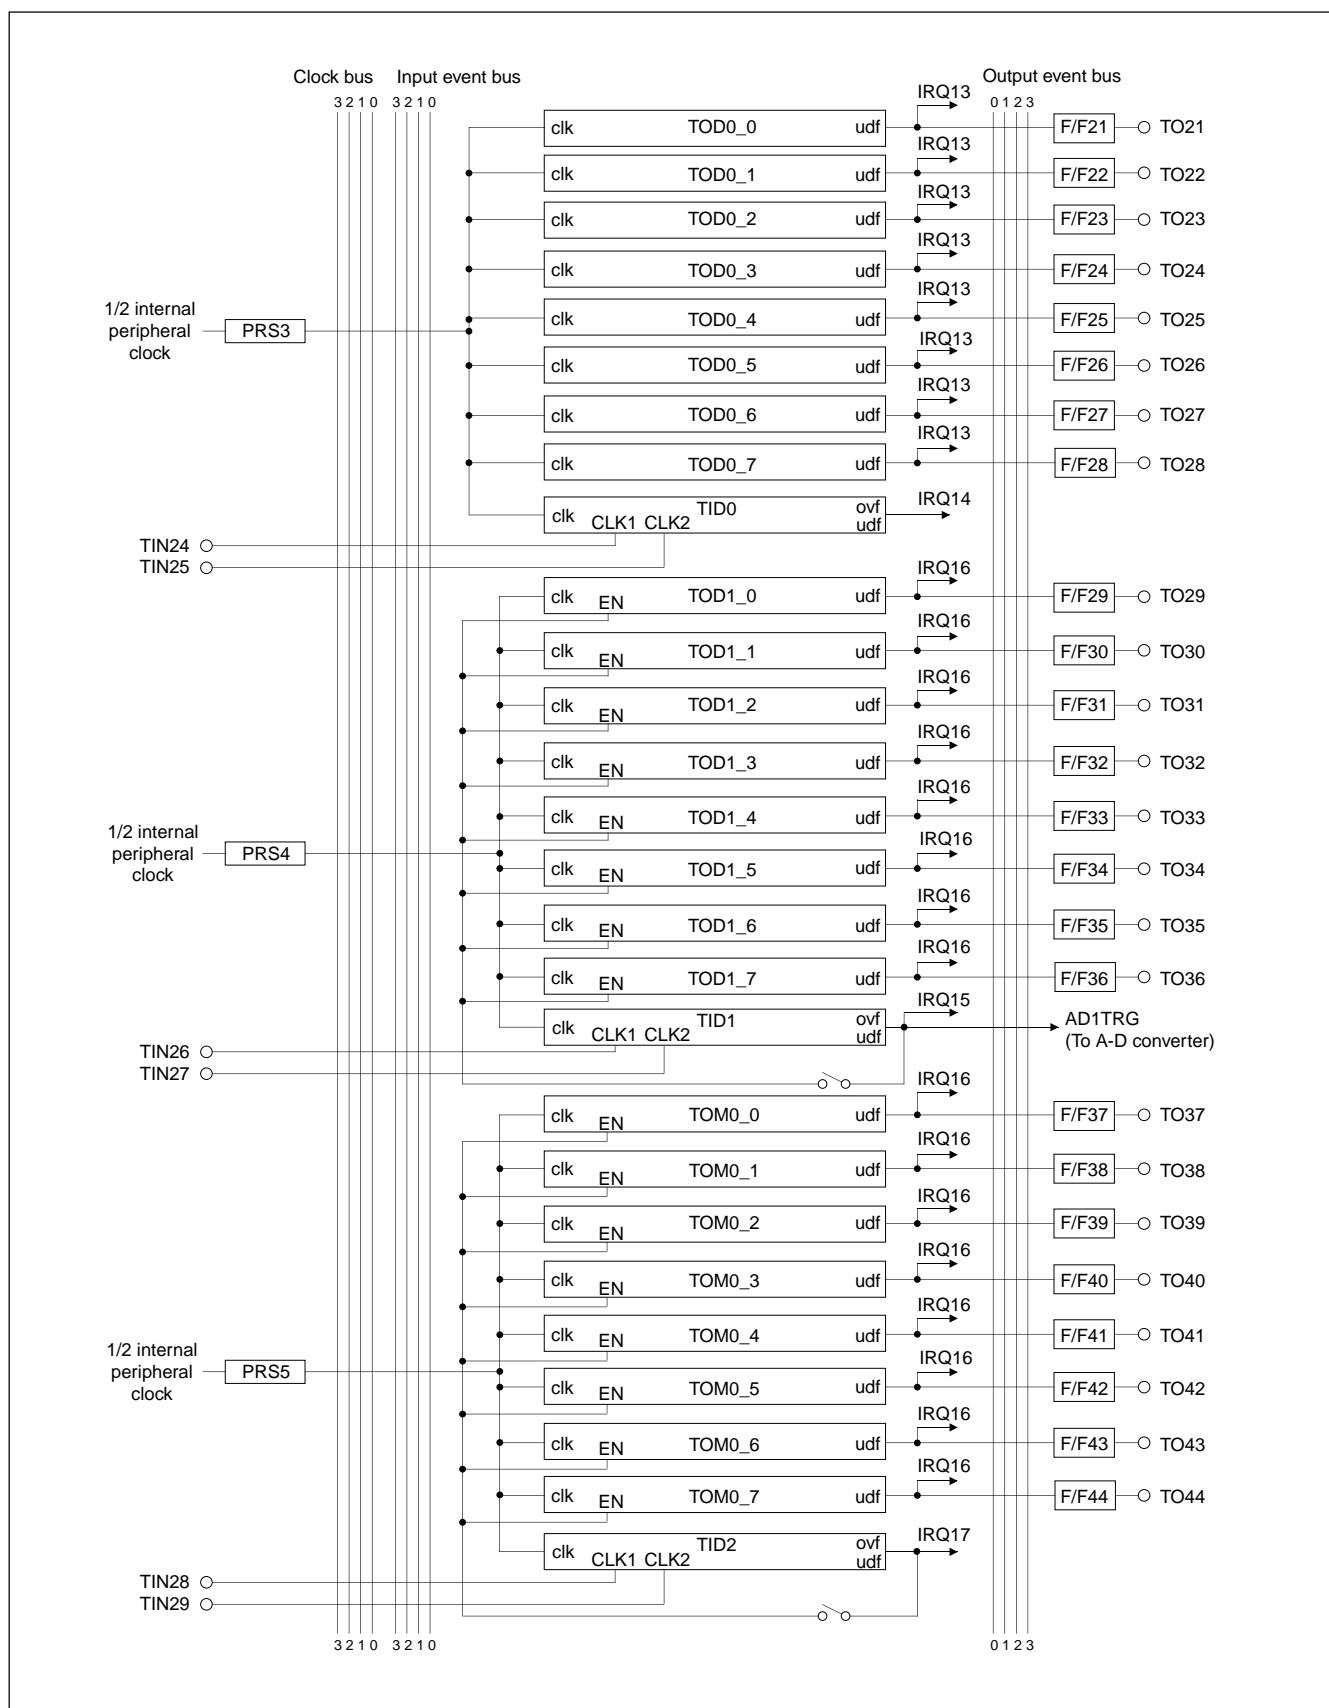 Clock bus Input event bus Output event bus
3 2 1 0 3 2 1 0 0 1 2 3
IRQ13
clk TOD0_0 udf F/F21 TO21
IRQ13
clk TOD0_1 udf F/F22 TO22
IRQ13
clk TOD0_2 udf F/F23 TO23
IRQ13
clk TOD0_3 udf F/F24 TO24
IRQ13
1/2 internal
peripheral
clock
PRS3
clk TOD0_4 udf F/F25 TO25
IRQ13
clk TOD0_5 udf F/F26 TO26
IRQ13
clk TOD0_6 udf F/F27 TO27
IRQ13
clk TOD0_7 udf F/F28 TO28
clk TID0 ovf IRQ14
CLK1 CLK2 udf
TIN24
TIN25
IRQ16
clk EN TOD1_0 udf F/F29 TO29
IRQ16
clk EN TOD1_1 udf F/F30 TO30
IRQ16
clk EN TOD1_2 udf F/F31 TO31
IRQ16
clk EN TOD1_3 udf F/F32 TO32
IRQ16
clk EN TOD1_4 udf F/F33 TO33
1/2 internal
peripheral
clock
PRS4
IRQ16
clk EN TOD1_5 udf F/F34 TO34
IRQ16
clk EN TOD1_6 udf F/F35 TO35
IRQ16
clk EN TOD1_7 udf F/F36 TO36
IRQ15
clk TID1 ovf AD1TRG
CLK1 CLK2 udf (To A-D converter)
TIN26
TIN27
IRQ16
clk EN TOM0_0 udf F/F37 TO37
IRQ16
clk EN TOM0_1 udf F/F38 TO38
IRQ16
clk EN TOM0_2 udf F/F39 TO39
IRQ16
clk EN TOM0_3 udf F/F40 TO40
IRQ16
clk EN TOM0_4 udf F/F41 TO41
1/2 internal
peripheral
clock
PRS5
IRQ16
clk EN TOM0_5 udf F/F42 TO42
IRQ16
clk EN TOM0_6 udf F/F43 TO43
IRQ16
clk EN TOM0_7 udf F/F44 TO44
clk TID2 ovf IRQ17
CLK1 CLK2 udf
TIN28
TIN29
3 2 1 0 3 2 1 0 0 1 2 3